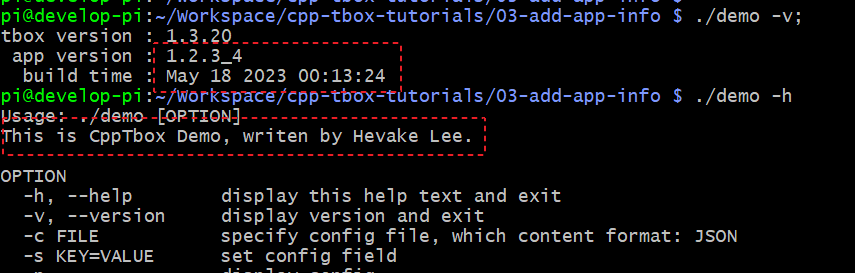 pi@develop-pi:~/Workspace/cpp-tbox-tutorials/03-add-app-info $ ./demo -v;
tbox version : 1.3.20
app version : 1.2.3_4
build time : May 18 2023 00:13:24
pi@develop-pi:~/Workspace/cpp-tbox-tutorials/03-add-app-info $ ./demo -h
Usage: ./demo [OPTION]
This is CppTbox Demo, writen by Hevake Lee.
OPTION
-h, --help display this help text and exit
-v, --version display version and exit
-c FILE specify config file, which content format: JSON
-s KEY=VALUE set config field
display config